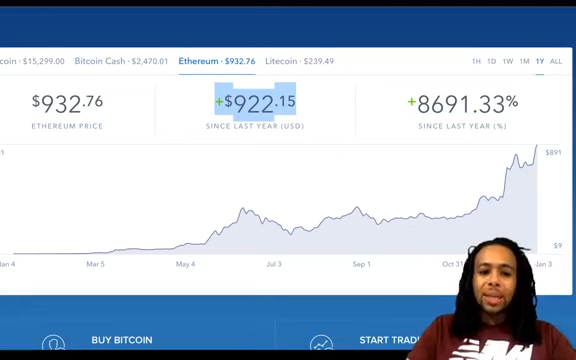 coin · $15,299.00 Bitcoin Cash · $2,470.01 Ethereum · $932.76 Litecoin · $239.49 1H 1D 1W 1M 1Y ALL
$932.76 +$922.15 +8691.33%
ETHEREUM PRICE SINCE LAST YEAR (USD) SINCE LAST YEAR (%)
$891
$9
an 4 Mar 5 May 4 Jul 3 Sep 1 Oct 31 Jan 3
BUY BITCOIN START TRADI